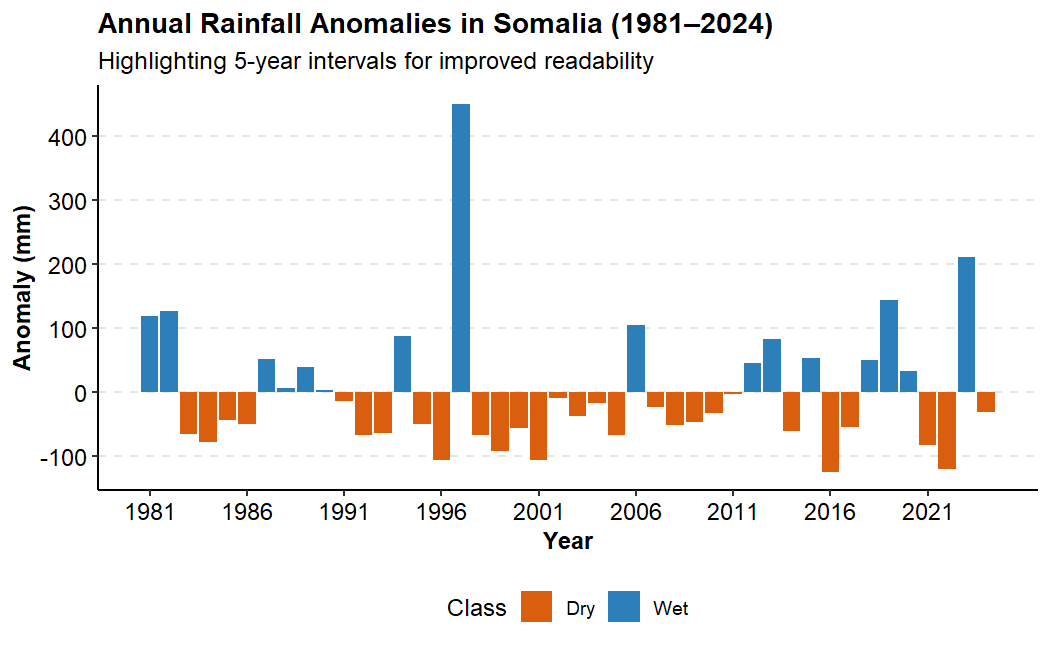 Annual Rainfall Anomalies in Somalia (1981–2024)
Highlighting 5-year intervals for improved readability
Anomaly (mm)
400
300
200
100
0
-100
1981 1986 1991 1996 2001 2006 2011 2016 2021
Year
Class Dry Wet